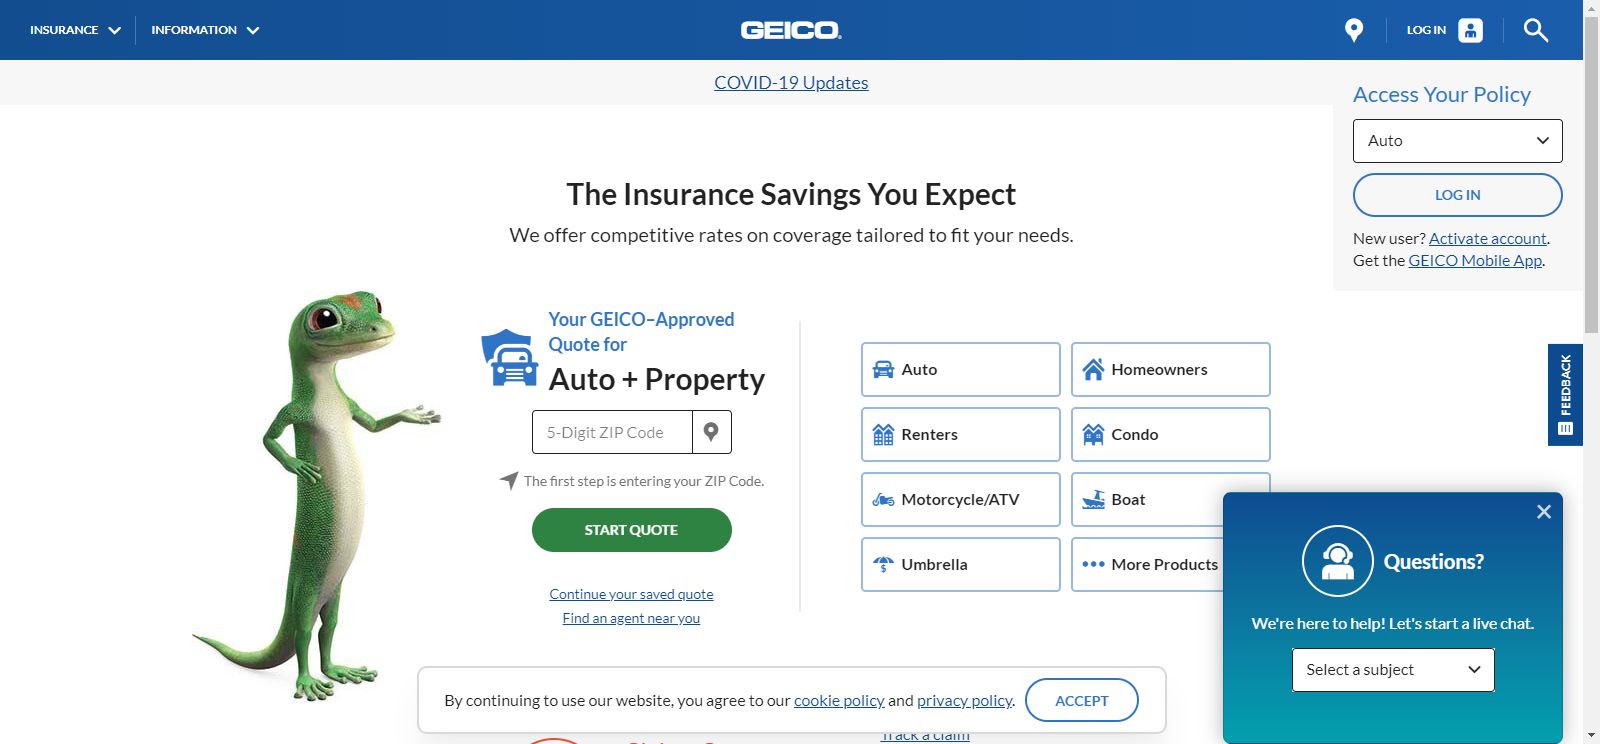 INSURANCE
INFORMATION
GEICO
LOG IN
COVID-19 Updates
Access Your Policy
Auto
LOG IN
New user? Activate account.
Get the GEICO Mobile App.
The Insurance Savings You Expect
We offer competitive rates on coverage tailored to fit your needs.
Your GEICO–Approved
Quote for
Auto + Property
5-Digit ZIP Code
The first step is entering your ZIP Code.
START QUOTE
Continue your saved quote
Find an agent near you
Auto
Homeowners
Renters
Condo
Motorcycle/ATV
Boat
Umbrella
More Products
FEEDBACK
Questions?
We're here to help! Let's start a live chat.
Select a subject
By continuing to use our website, you agree to our cookie policy and privacy policy.
ACCEPT
Track a claim